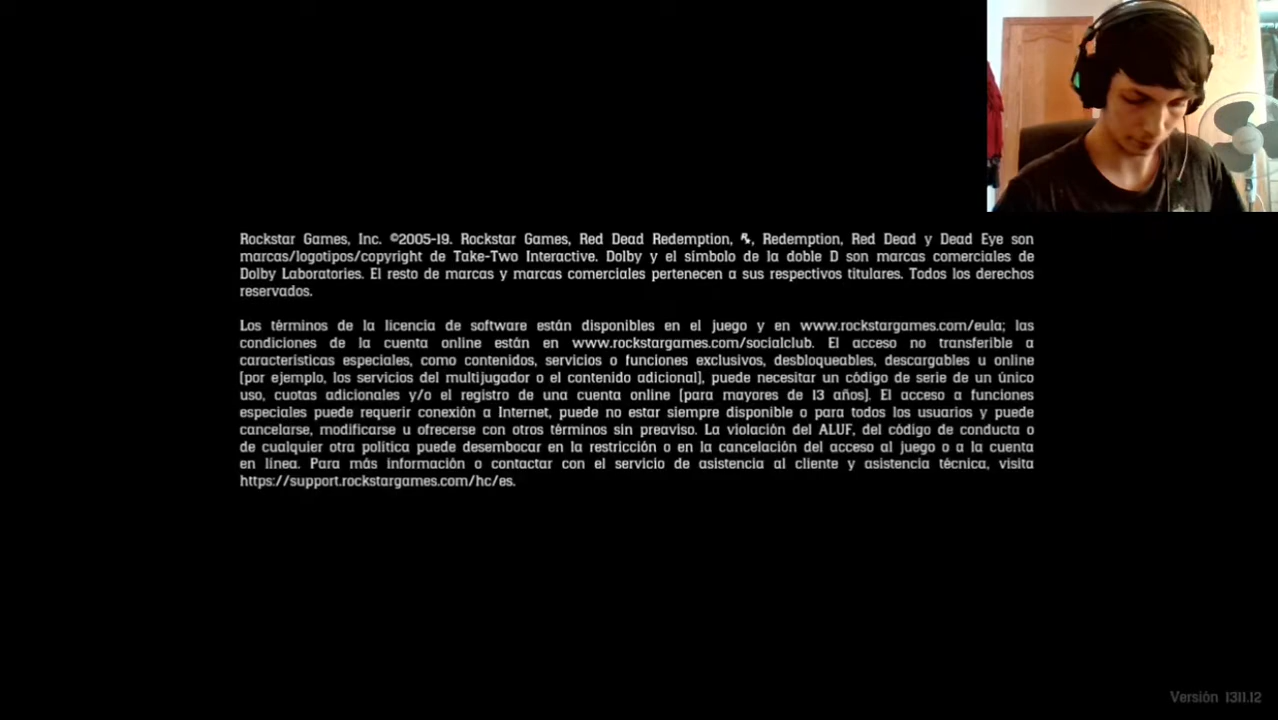 Rockstar Games, Inc. ©2005-19. Rockstar Games, Red Dead Redemption, R*, Redemption, Red Dead y Dead Eye son
marcas/logotipos/copyright de Take-Two Interactive. Dolby y el símbolo de la doble D son marcas comerciales de
Dolby Laboratories. El resto de marcas y marcas comerciales pertenecen a sus respectivos titulares. Todos los derechos
reservados.
Los términos de la licencia de software están disponibles en el juego y en www.rockstargames.com/eula; las
condiciones de la cuenta online están en www.rockstargames.com/socialclub. El acceso no transferible a
características especiales, como contenidos, servicios o funciones exclusivos, desbloqueables, descargables u online
(por ejemplo, los servicios del multijugador o el contenido adicional), puede necesitar un código de serie de un único
uso, cuotas adicionales y/o el registro de una cuenta online (para mayores de 13 años). El acceso a funciones
especiales puede requerir conexión a Internet, puede no estar siempre disponible o para todos los usuarios y puede
cancelarse, modificarse u ofrecerse con otros términos sin preaviso. La violación del ALUF, del código de conducta o
de cualquier otra política puede desembocar en la restricción o en la cancelación del acceso al juego o a la cuenta
en línea. Para más información o contactar con el servicio de asistencia al cliente y asistencia técnica, visita
https://support.rockstargames.com/hc/es.
Versión 1311.12